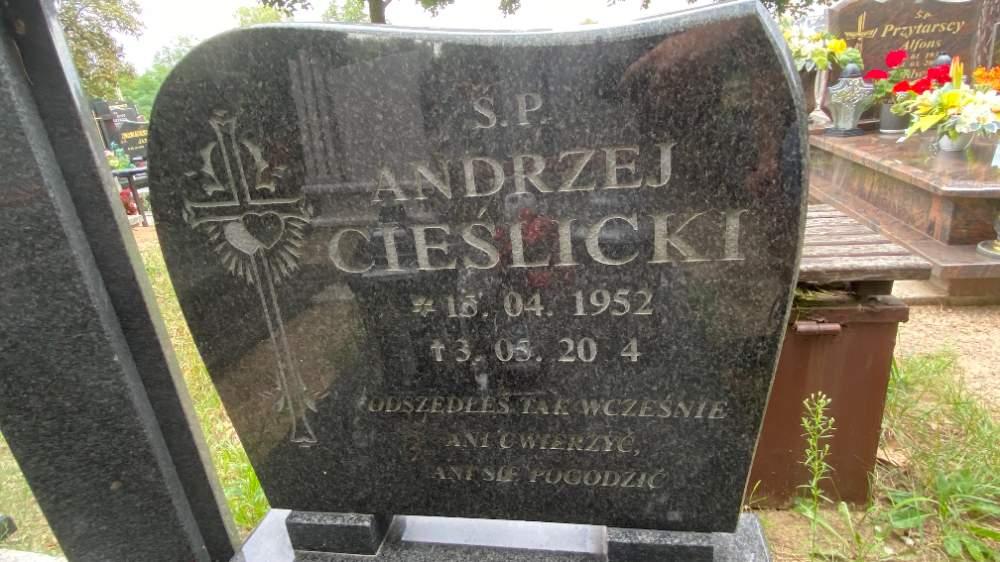 Ś.P.
ANDRZEJ
CIEŚLICKI
* 15. 04. 1952
† 3. 05. 20 4
ODSZEDŁEŚ TAK WCZEŚNIE
ANI UWIERZYĆ,
ANI SIĘ POGODZIĆ
Ś.P.
Przytarscy
Alfons